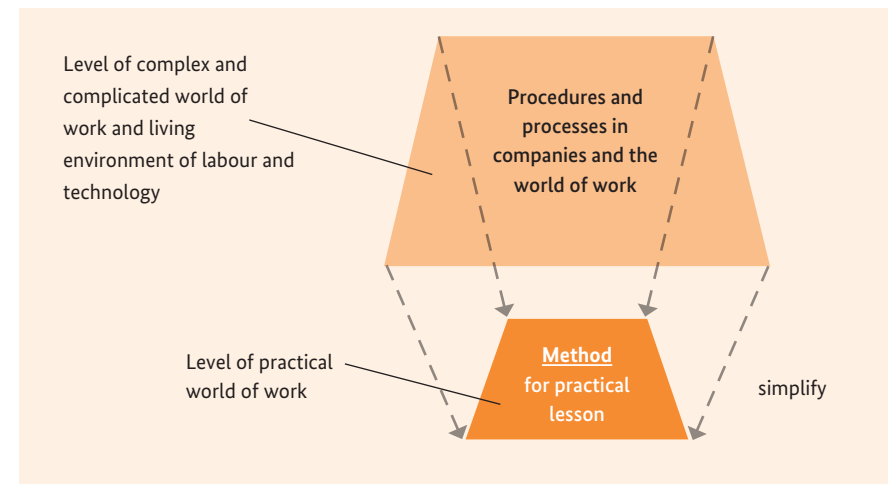 Level of complex and
complicated world of
work and living
environment of labour and
technology
Procedures and
processes in
companies and the
world of work
Level of practical
world of work
Method
for practical
lesson
simplify